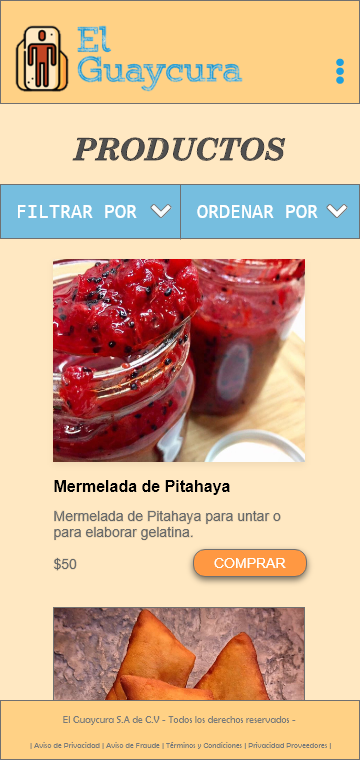 El
Guaycura
PRODUCTOS
FILTRAR POR
ORDENAR POR
Mermelada de Pitahaya
Mermelada de Pitahaya para untar o
para elaborar gelatina.
$50
COMPRAR
El Guaycura S.A de C.V - Todos los derechos reservados -
| Aviso de Privacidad | Aviso de Fraude | Términos y Condiciones | Privacidad Proveedores |